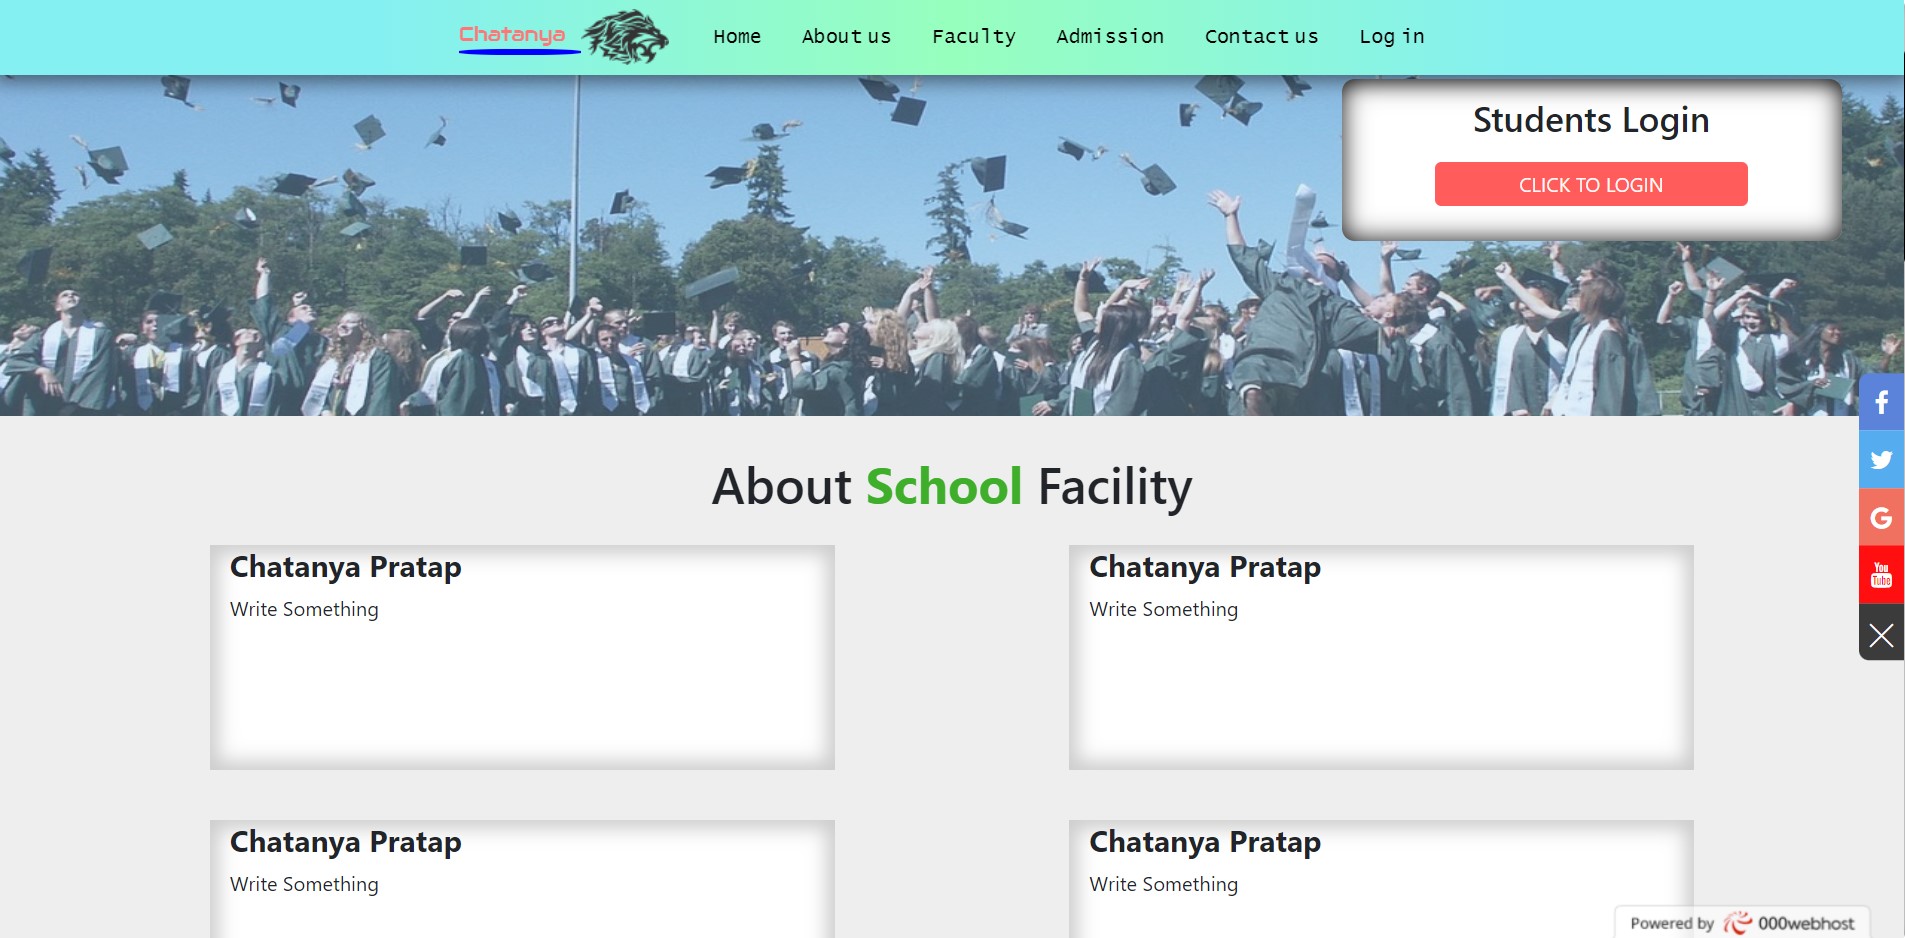 Chatanya
Home About us Faculty Admission Contact us Log in
Students Login
CLICK TO LOGIN
You
Tube
About School Facility
Chatanya Pratap
Write Something
Chatanya Pratap
Write Something
Chatanya Pratap
Write Something
Chatanya Pratap
Write Something
Powered by 000webhost